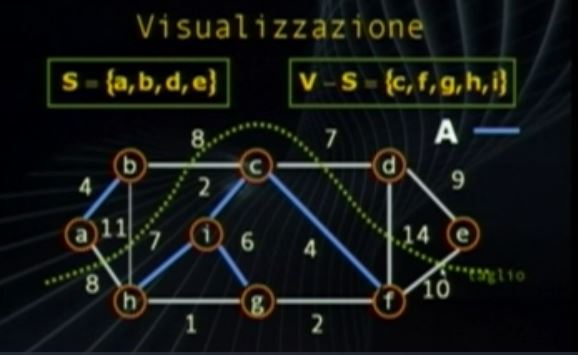 Visualizzazione
S = {a,b,d,e}
V - S = {c,f,g,h,i}
A
8
7
b
c
d
4
2
9
a
11
7
i
6
4
14
e
taglio
8
10
h
g
f
1
2